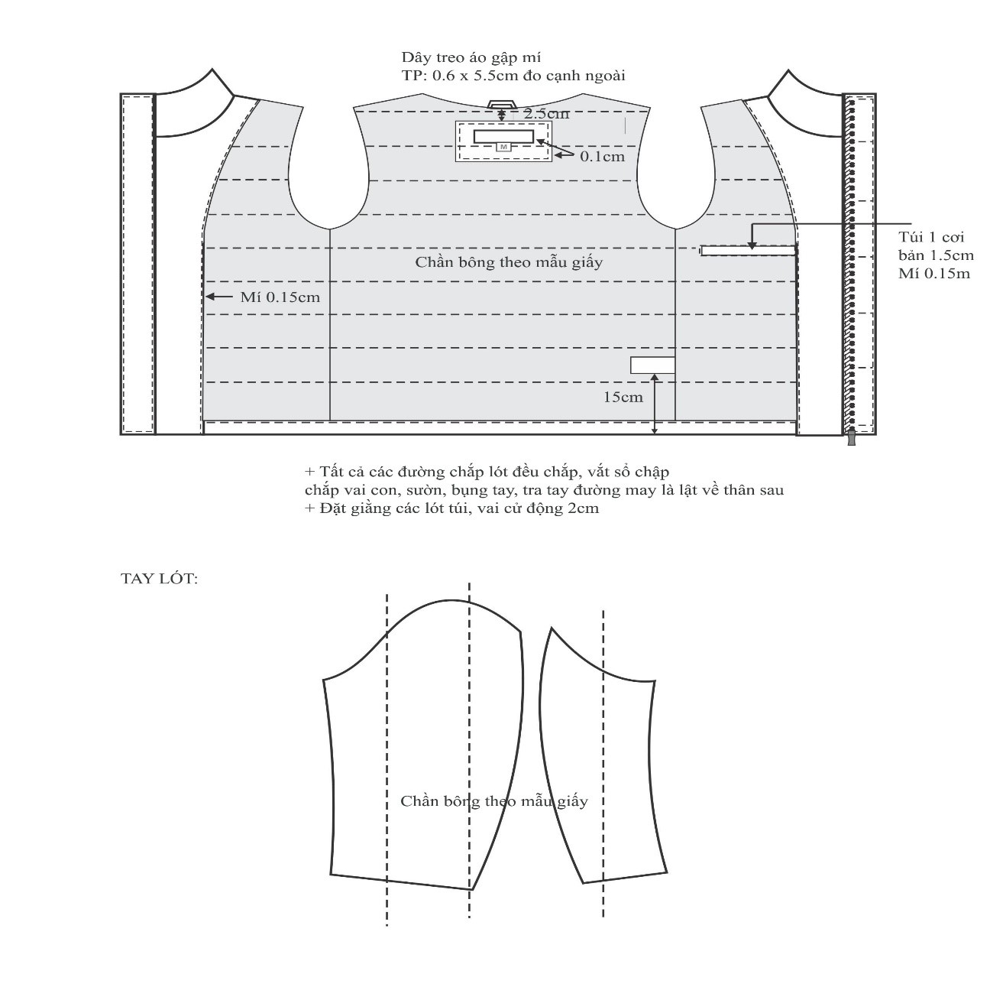 Dây treo áo gập mí
TP: 0.6 x 5.5cm đo cạnh ngoài
2.5cm
M
0.1cm
Túi 1 cơi
bản 1.5cm
Mí 0.15m
Chần bông theo mẫu giấy
Mí 0.15cm
15cm
+ Tất cả các đường chắp lót đều chắp, vắt sổ chập
chắp vai con, sườn, bụng tay, tra tay đường may là lật về thân sau
+ Đặt giằng các lót túi, vai cử động 2cm
TAY LÓT:
Chần bông theo mẫu giấy